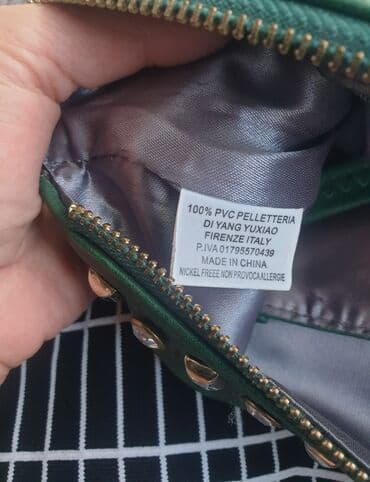 100% PVC PELLETTERIA
DI YANG YUXIAO
FIRENZE ITALY
P.IVA 01795570439
MADE IN CHINA
NICKEL FREEE NON PROVOCA ALLERGIE